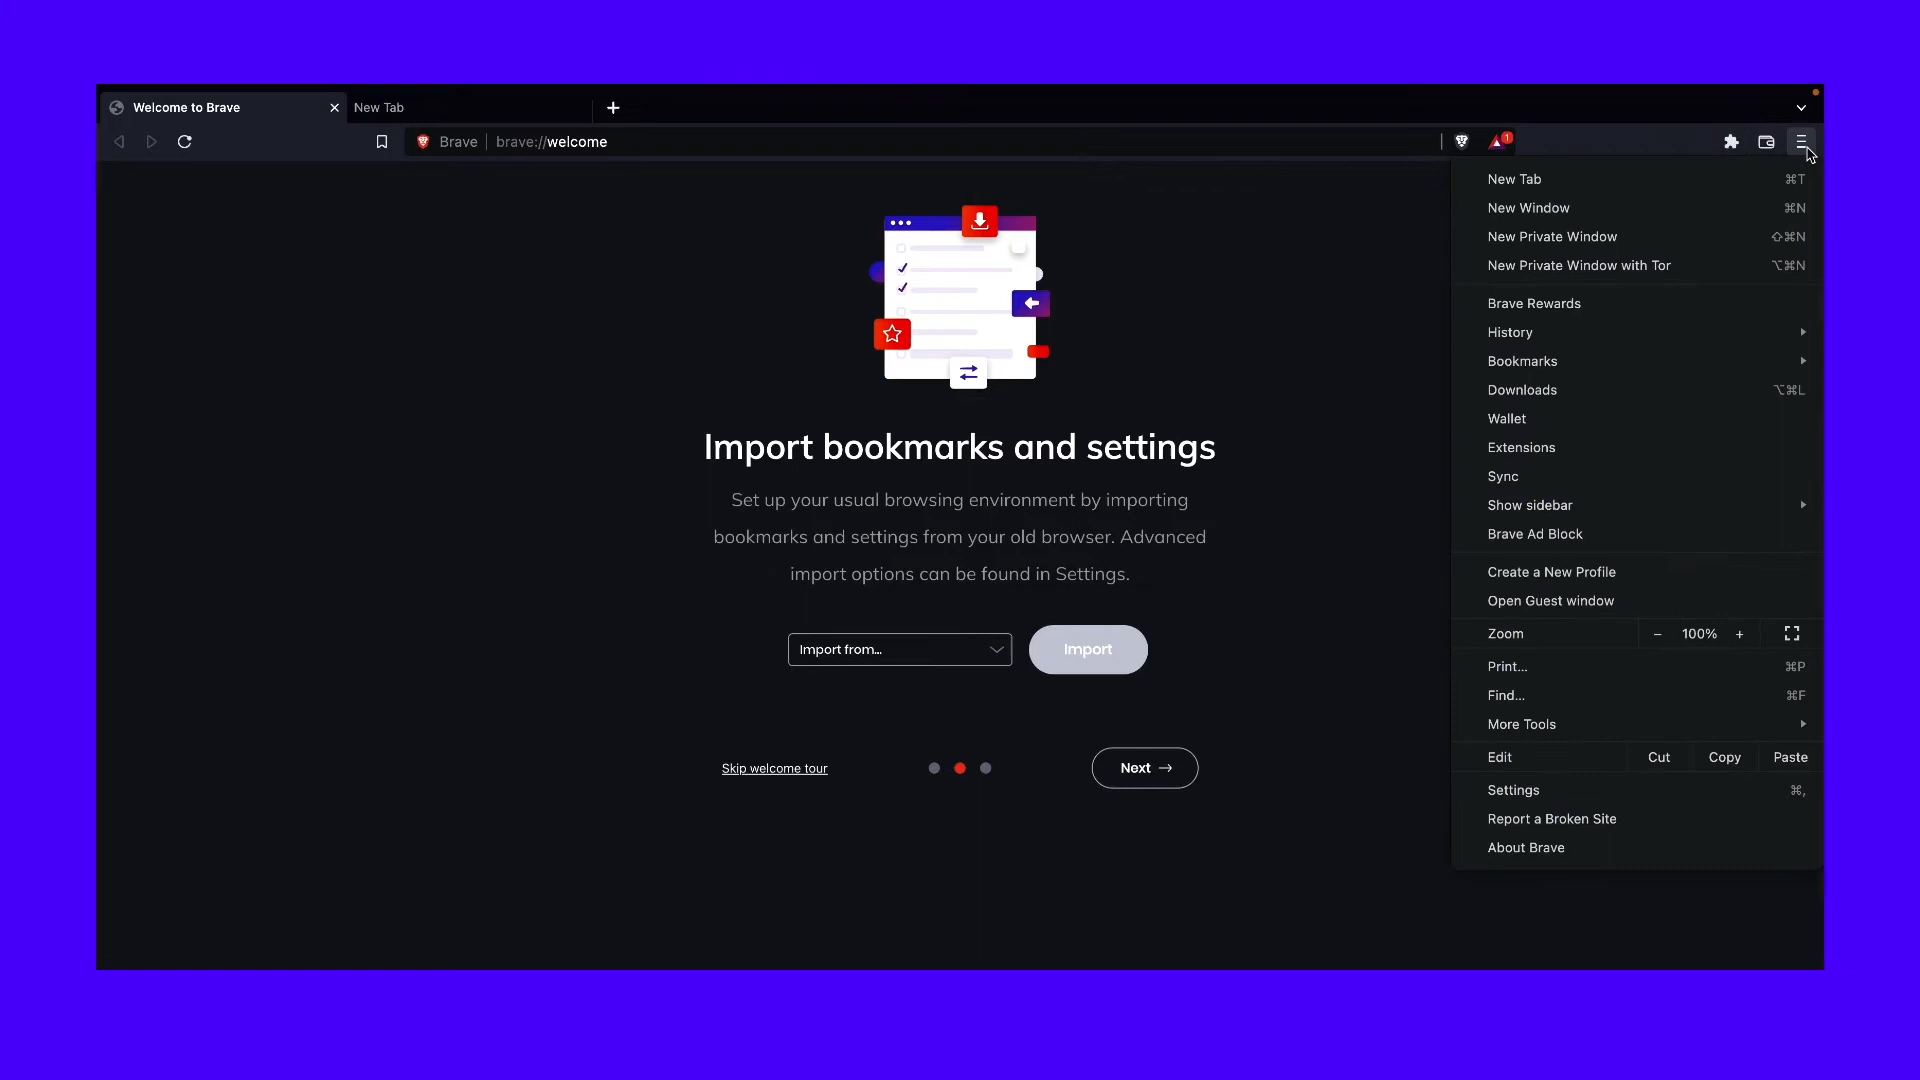 Welcome to Brave
New Tab
Brave
brave://welcome
1
New Tab ⌘T
New Window ⌘N
New Private Window ⇧⌘N
New Private Window with Tor ⌥⌘N
Brave Rewards
History
Bookmarks
Downloads ⌥⌘L
Wallet
Extensions
Sync
Show sidebar
Brave Ad Block
Create a New Profile
Open Guest window
Zoom − 100% +
Print... ⌘P
Find... ⌘F
More Tools
Edit Cut Copy Paste
Settings ⌘,
Report a Broken Site
About Brave
Import bookmarks and settings
Set up your usual browsing environment by importing
bookmarks and settings from your old browser. Advanced
import options can be found in Settings.
Import from...
Import
Skip welcome tour
Next →